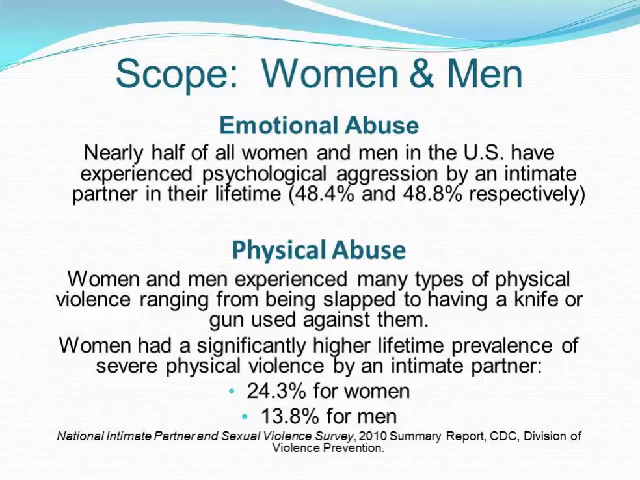 Scope: Women & Men
Emotional Abuse
Nearly half of all women and men in the U.S. have
experienced psychological aggression by an intimate
partner in their lifetime (48.4% and 48.8% respectively)
Physical Abuse
Women and men experienced many types of physical
violence ranging from being slapped to having a knife or
gun used against them.
Women had a significantly higher lifetime prevalence of
severe physical violence by an intimate partner:
• 24.3% for women
• 13.8% for men
National Intimate Partner and Sexual Violence Survey, 2010 Summary Report, CDC, Division of
Violence Prevention.